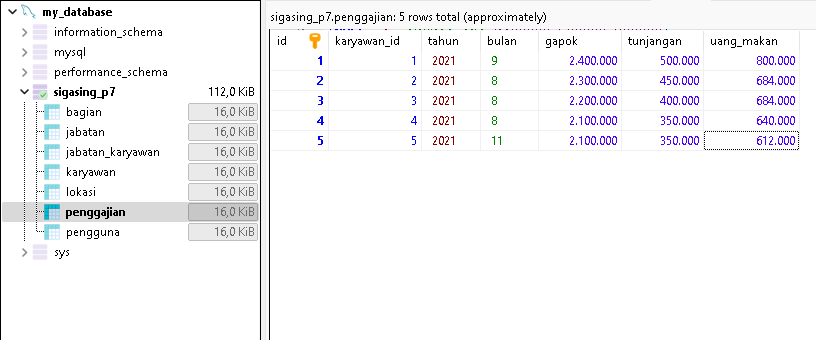 my_database
information_schema
mysql
performance_schema
sigasing_p7 112,0 KiB
bagian 16,0 KiB
jabatan 16,0 KiB
jabatan_karyawan 16,0 KiB
karyawan 16,0 KiB
lokasi 16,0 KiB
penggajian 16,0 KiB
pengguna 16,0 KiB
sys
sigasing_p7.penggajian: 5 rows total (approximately)
id karyawan_id tahun bulan gapok tunjangan uang_makan
1 1 2021 9 2.400.000 500.000 800.000
2 2 2021 8 2.300.000 450.000 684.000
3 3 2021 8 2.200.000 400.000 684.000
4 4 2021 8 2.100.000 350.000 640.000
5 5 2021 11 2.100.000 350.000 612.000